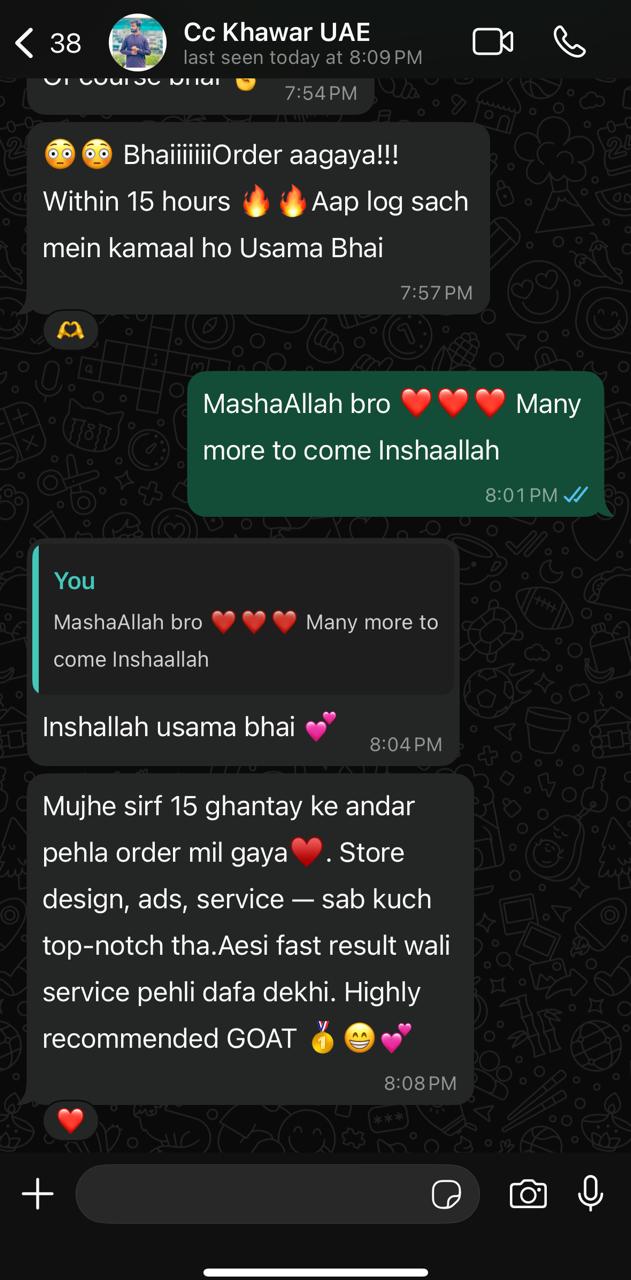 38
Cc Khawar UAE
last seen today at 8:09 PM
Of course bhai
7:54 PM
😳😳 BhaiiiiiiiOrder aagaya!!!
Within 15 hours 🔥🔥Aap log sach
mein kamaal ho Usama Bhai
7:57 PM
🫶
MashaAllah bro ❤️❤️❤️ Many
more to come Inshaallah
8:01 PM
You
MashaAllah bro ❤️❤️❤️ Many more to
come Inshaallah
Inshallah usama bhai 💕
8:04 PM
Mujhe sirf 15 ghantay ke andar
pehla order mil gaya♥️. Store
design, ads, service — sab kuch
top-notch tha.Aesi fast result wali
service pehli dafa dekhi. Highly
recommended GOAT 🥇😁💕
8:08 PM
❤️